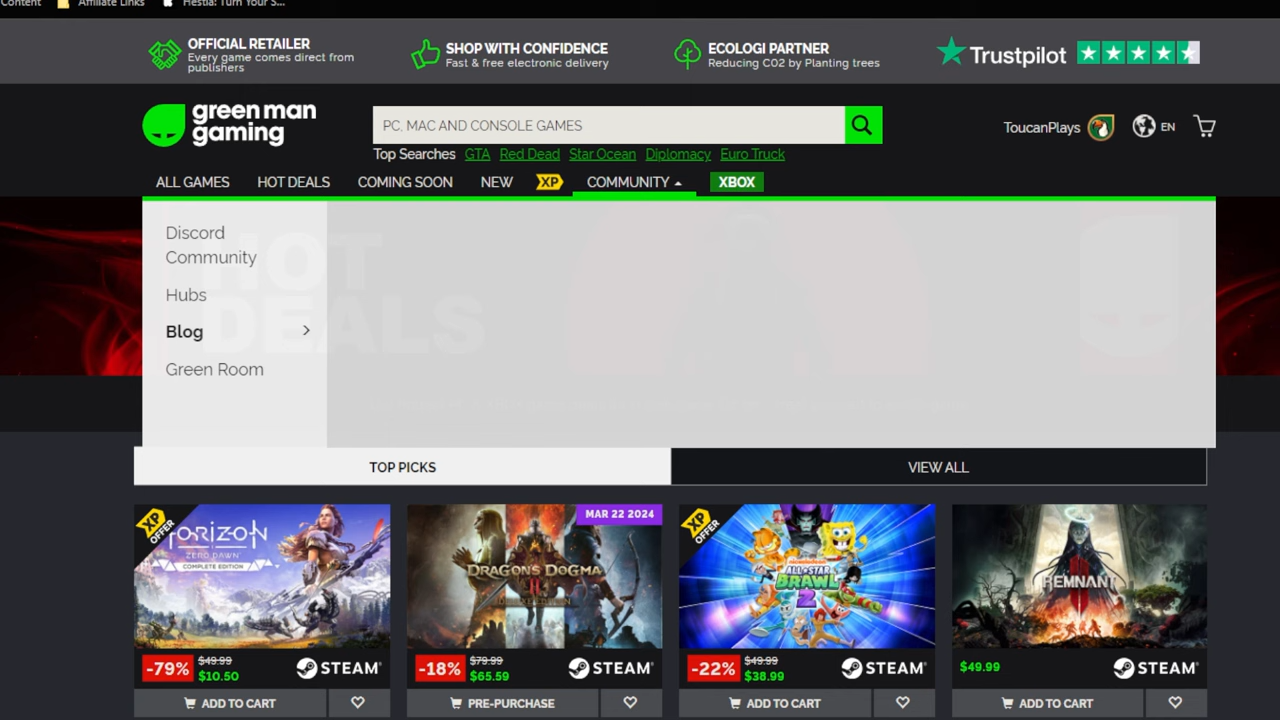 Content
Affiliate Links
Hestia: Turn Your S...
OFFICIAL RETAILER
Every game comes direct from
publishers
SHOP WITH CONFIDENCE
Fast & free electronic delivery
ECOLOGI PARTNER
Reducing CO2 by Planting trees
Trustpilot
green man
gaming
PC, MAC AND CONSOLE GAMES
ToucanPlays
EN
Top Searches GTA Red Dead Star Ocean Diplomacy Euro Truck
ALL GAMES HOT DEALS COMING SOON NEW XP COMMUNITY XBOX
Discord
Community
Hubs
Blog
Green Room
HOT
DEALS
TOP PICKS
VIEW ALL
XP
OFFER
HORIZON
ZERO DAWN
COMPLETE EDITION
-79%
$49.99
$10.50
STEAM
ADD TO CART
MAR 22 2024
DRAGON'S DOGMA
II
-18%
$79.99
$65.59
STEAM
PRE-PURCHASE
XP
OFFER
NICKELODEON
ALL-STAR
BRAWL
2
-22%
$49.99
$38.99
STEAM
ADD TO CART
REMNANT
II
$49.99
STEAM
ADD TO CART